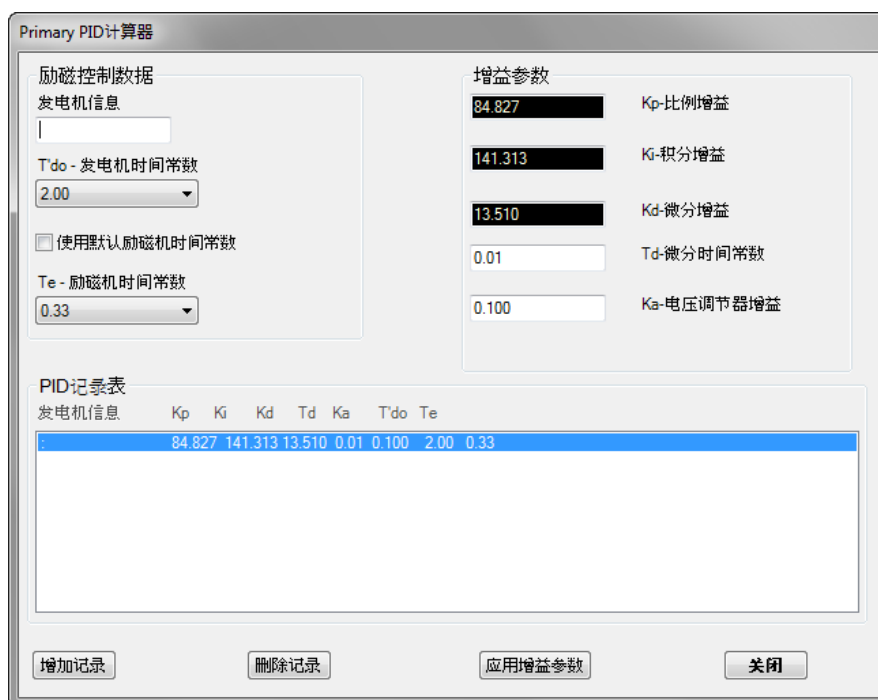 Primary PID计算器
励磁控制数据
发电机信息
T'do - 发电机时间常数
2.00
使用默认励磁机时间常数
Te - 励磁机时间常数
0.33
增益参数
84.827 Kp-比例增益
141.313 Ki-积分增益
13.510 Kd-微分增益
0.01 Td-微分时间常数
0.100 Ka-电压调节器增益
PID记录表
发电机信息 Kp Ki Kd Td Ka T'do Te
: 84.827 141.313 13.510 0.01 0.100 2.00 0.33
增加记录 删除记录 应用增益参数 关闭